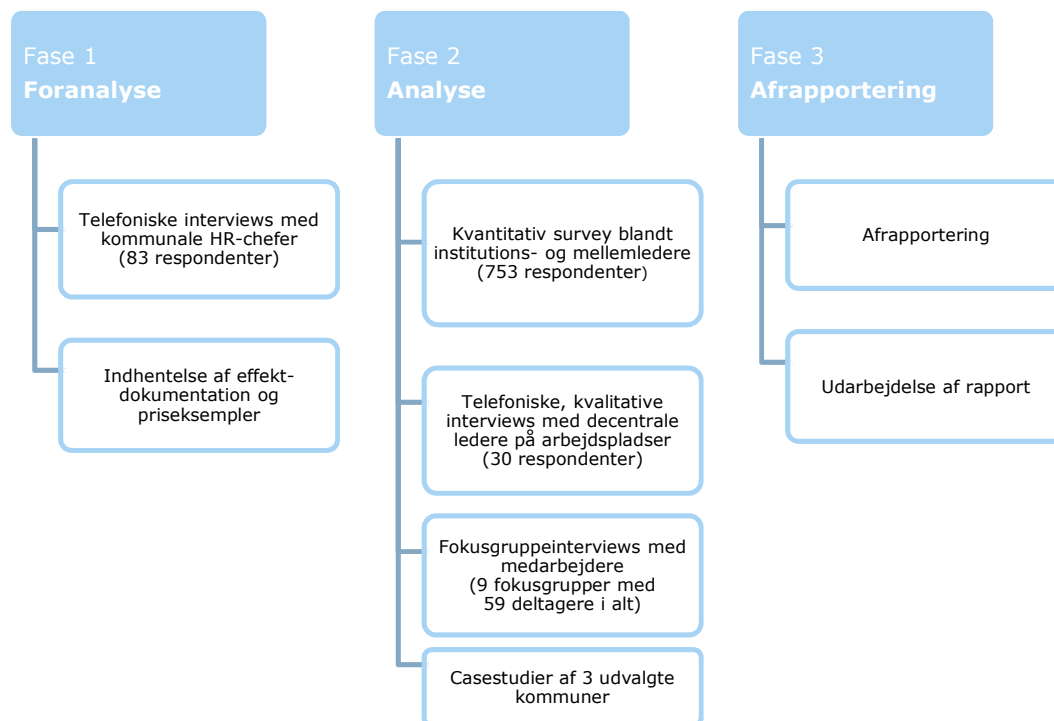 Fase 1
Foranalyse
Telefoniske interviews med
kommunale HR-chefer
(83 respondenter)
Indhentelse af effekt-
dokumentation og
priseksempler
Fase 2
Analyse
Kvantitativ survey blandt
institutions- og mellemledere
(753 respondenter)
Telefoniske, kvalitative
interviews med decentrale
ledere på arbejdspladser
(30 respondenter)
Fokusgruppeinterviews med
medarbejdere
(9 fokusgrupper med
59 deltagere i alt)
Casestudier af 3 udvalgte
kommuner
Fase 3
Afrapportering
Afrapportering
Udarbejdelse af rapport